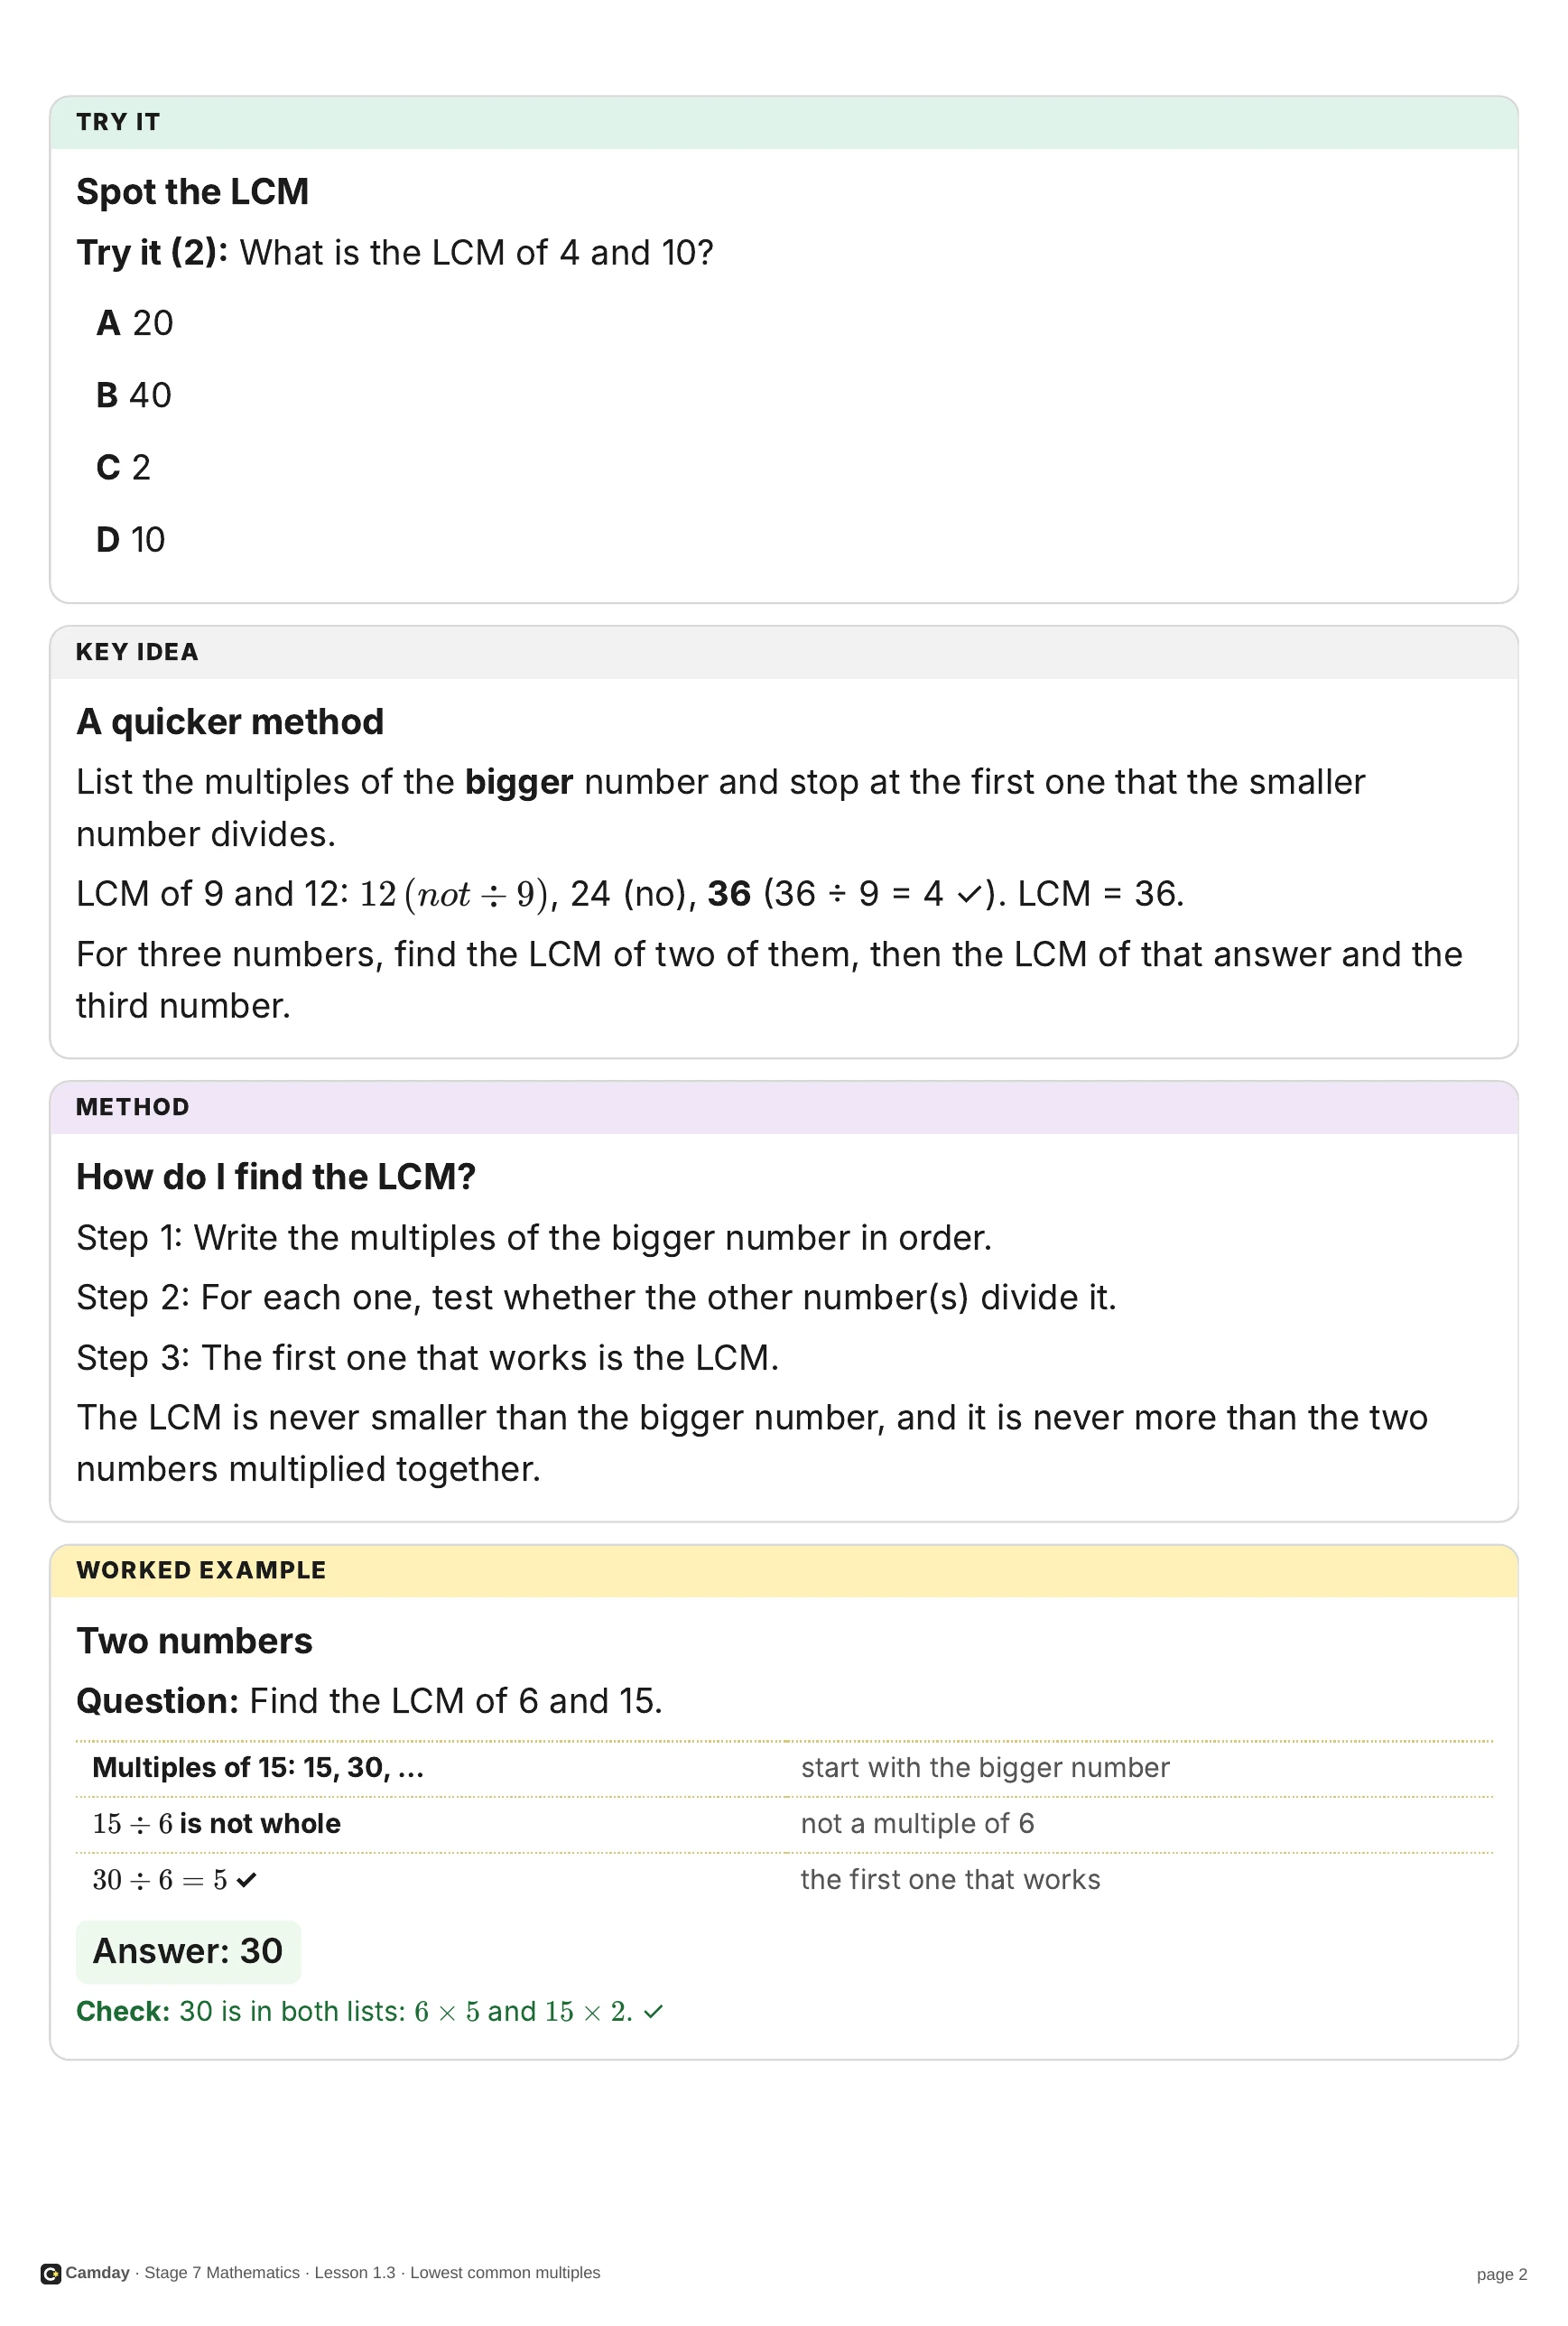 TRY IT
Spot the LCM
Try it (2): What is the LCM of 4 and 10?
A 20
B 40
C 2
D 10
KEY IDEA
A quicker method
List the multiples of the bigger number and stop at the first one that the smaller
number divides.
LCM of 9 and 12: 12 (not ÷ 9), 24 (no), 36 (36 ÷ 9 = 4 ✓). LCM = 36.
For three numbers, find the LCM of two of them, then the LCM of that answer and the
third number.
METHOD
How do I find the LCM?
Step 1: Write the multiples of the bigger number in order.
Step 2: For each one, test whether the other number(s) divide it.
Step 3: The first one that works is the LCM.
The LCM is never smaller than the bigger number, and it is never more than the two
numbers multiplied together.
WORKED EXAMPLE
Two numbers
Question: Find the LCM of 6 and 15.
Multiples of 15: 15, 30, … start with the bigger number
15 ÷ 6 is not whole not a multiple of 6
30 ÷ 6 = 5 ✓ the first one that works
Answer: 30
Check: 30 is in both lists: 6 × 5 and 15 × 2. ✓
Camday · Stage 7 Mathematics · Lesson 1.3 · Lowest common multiples page 2